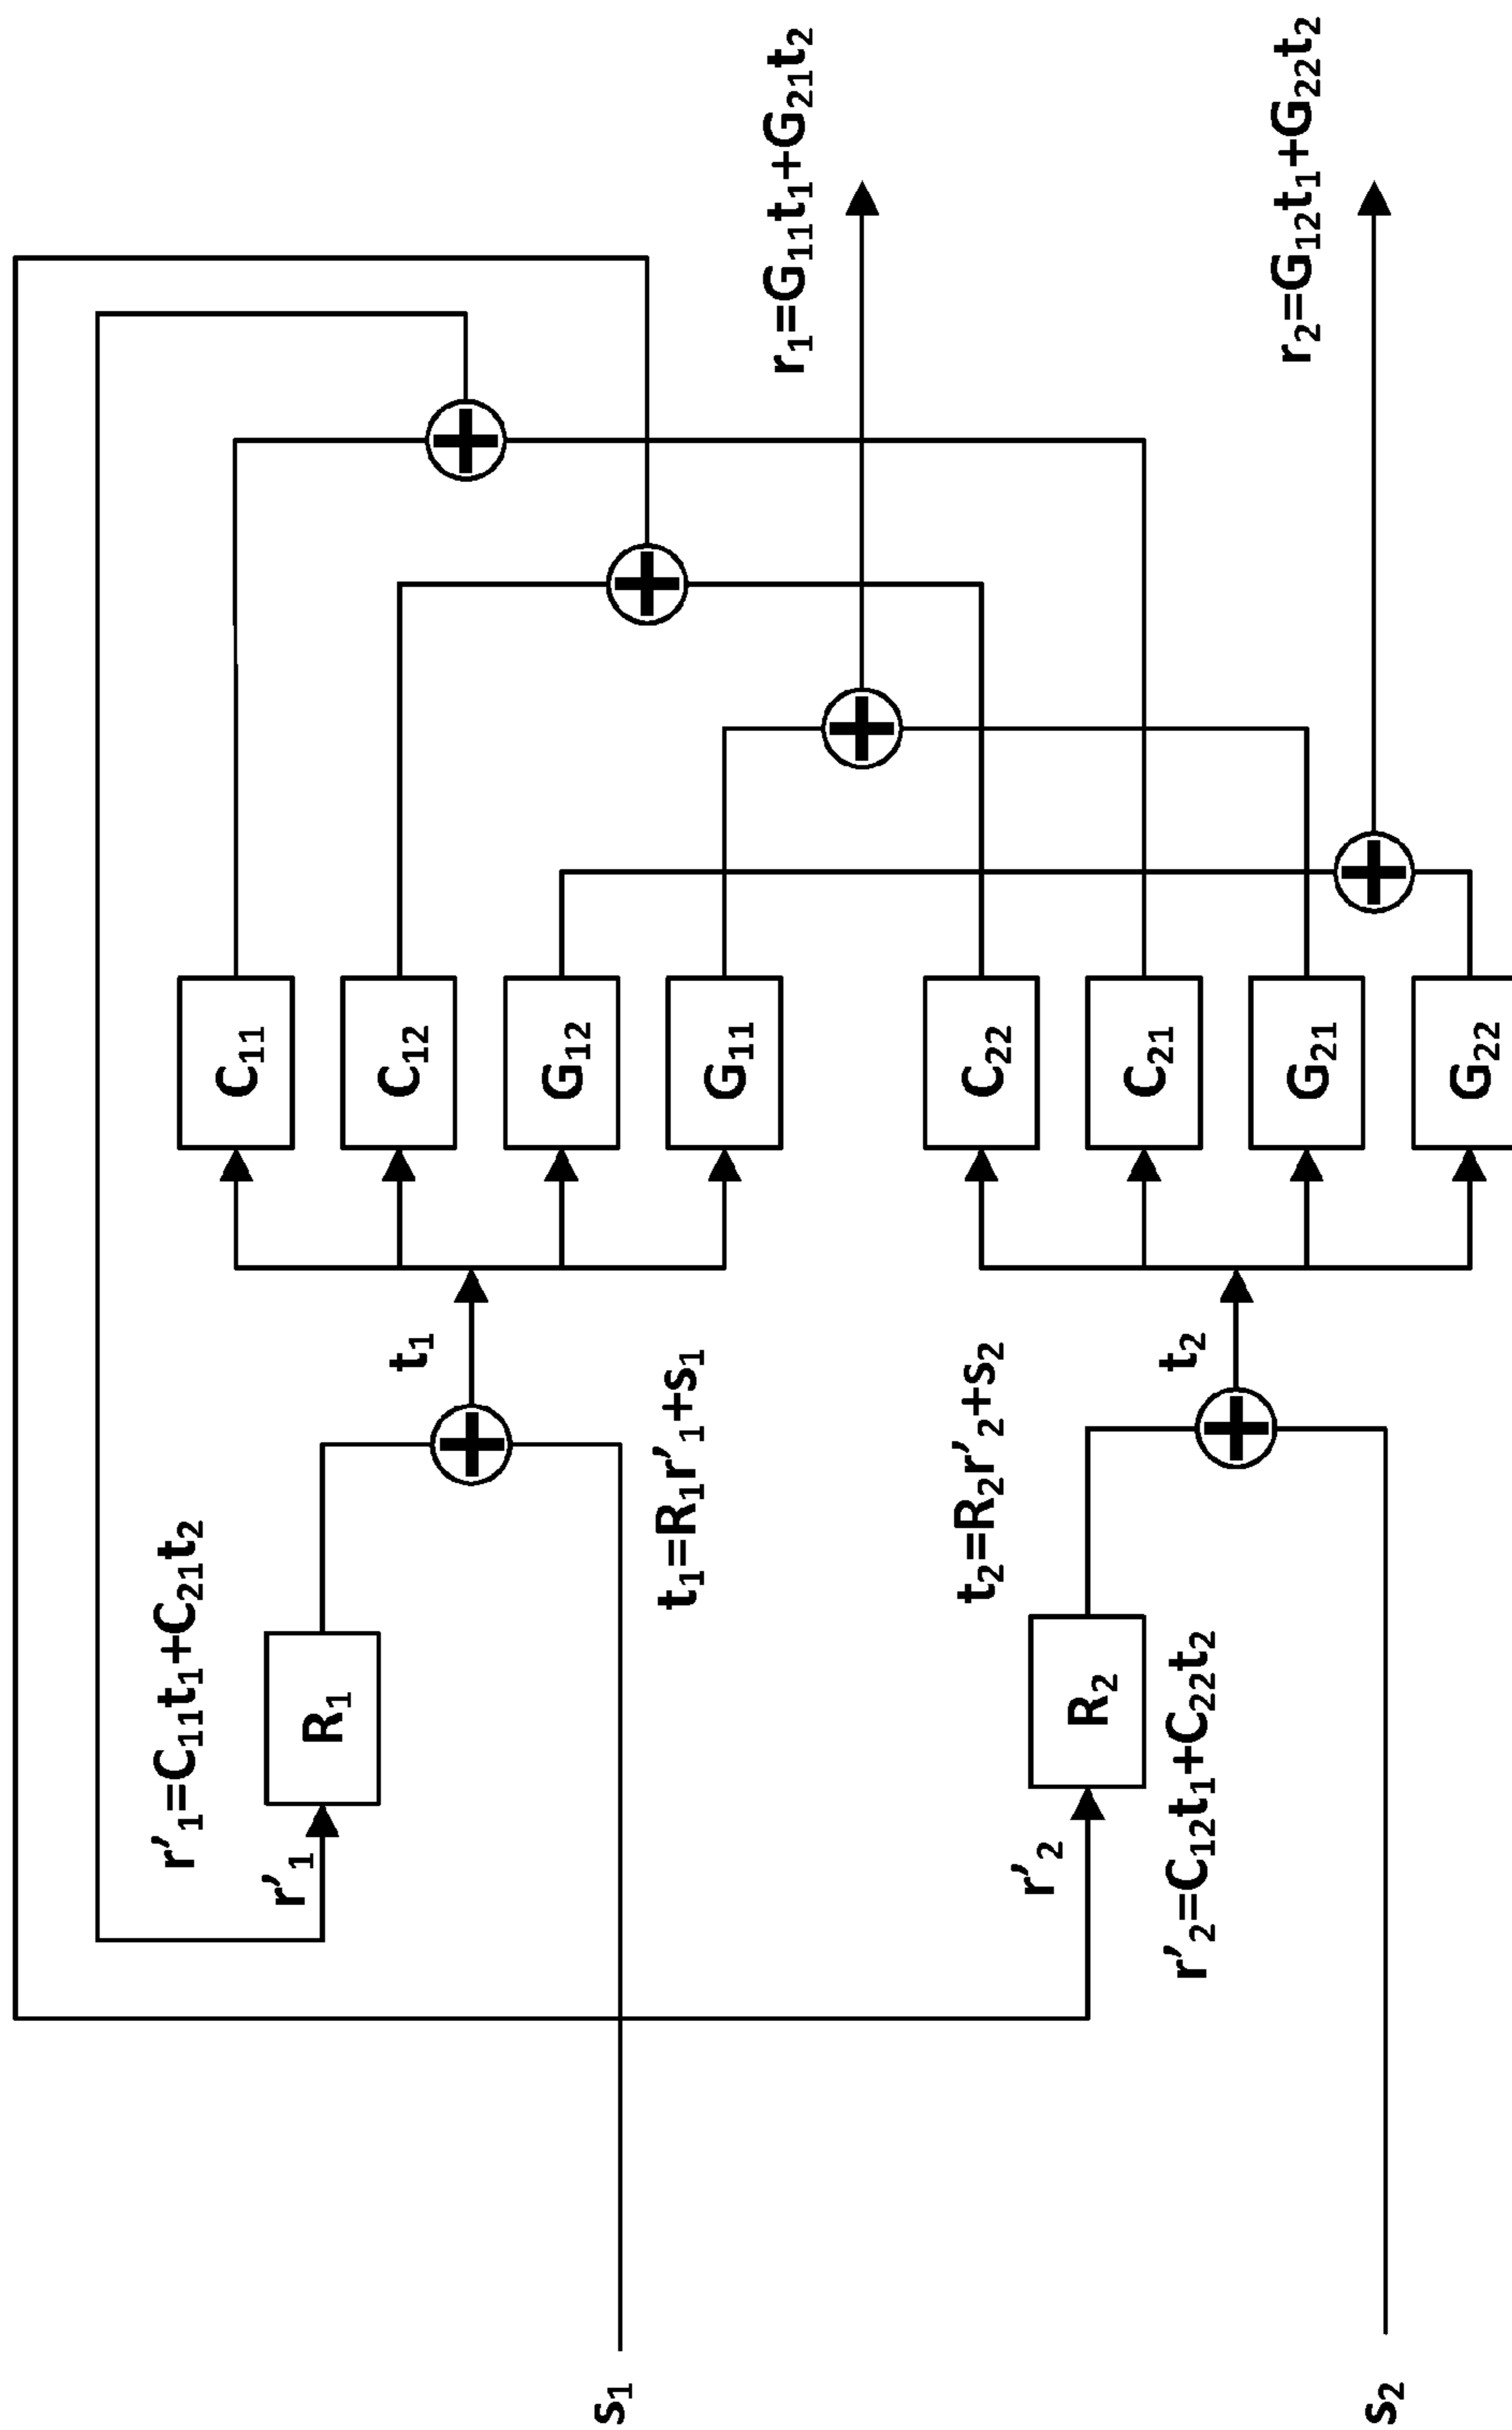 r'₁=C₁₁t₁+C₂₁t₂
C₁₁
r'₁
R₁
t₁
C₁₂
G₁₂
s₁
t₁=R₁r'₁+s₁
G₁₁
r₁=G₁₁t₁+G₂₁t₂
t₂=R₂r'₂+s₂
C₂₂
r'₂
R₂
t₂
C₂₁
r'₂=C₁₂t₁+C₂₂t₂
G₂₁
r₂=G₁₂t₁+G₂₂t₂
s₂
G₂₂